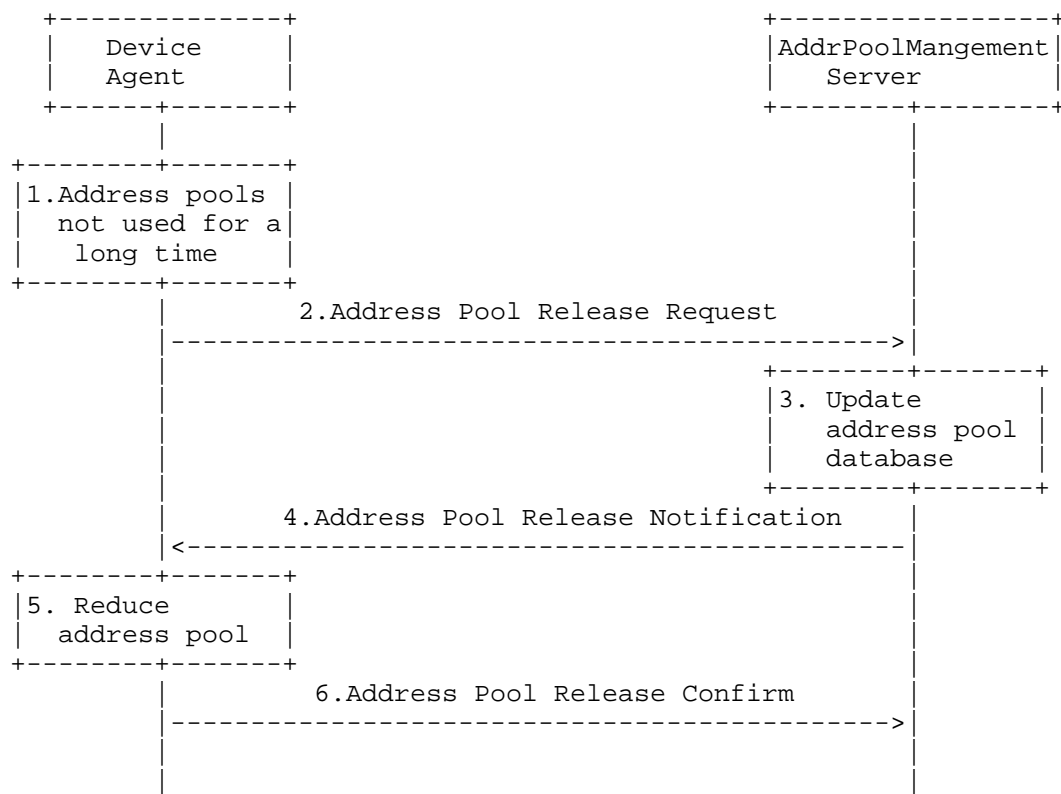 Device
AddrPoolMangement
Agent
Server
1.Address pools
not used for a
long time
2.Address Pool Release Request
3. Update
address pool
database
4.Address Pool Release Notification
5. Reduce
address pool
6.Address Pool Release Confirm